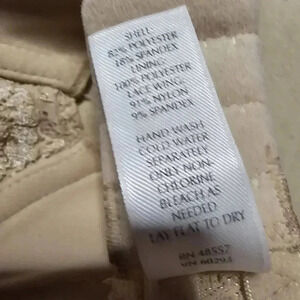 SHELL:
82% POLYESTER
18% SPANDEX
LINING:
100% POLYESTER
LACE WING:
91% NYLON
9% SPANDEX
HAND WASH
COLD WATER
SEPARATELY
ONLY NON-
CHLORINE
BLEACH AS
NEEDED
LAY FLAT TO DRY
RN 48557